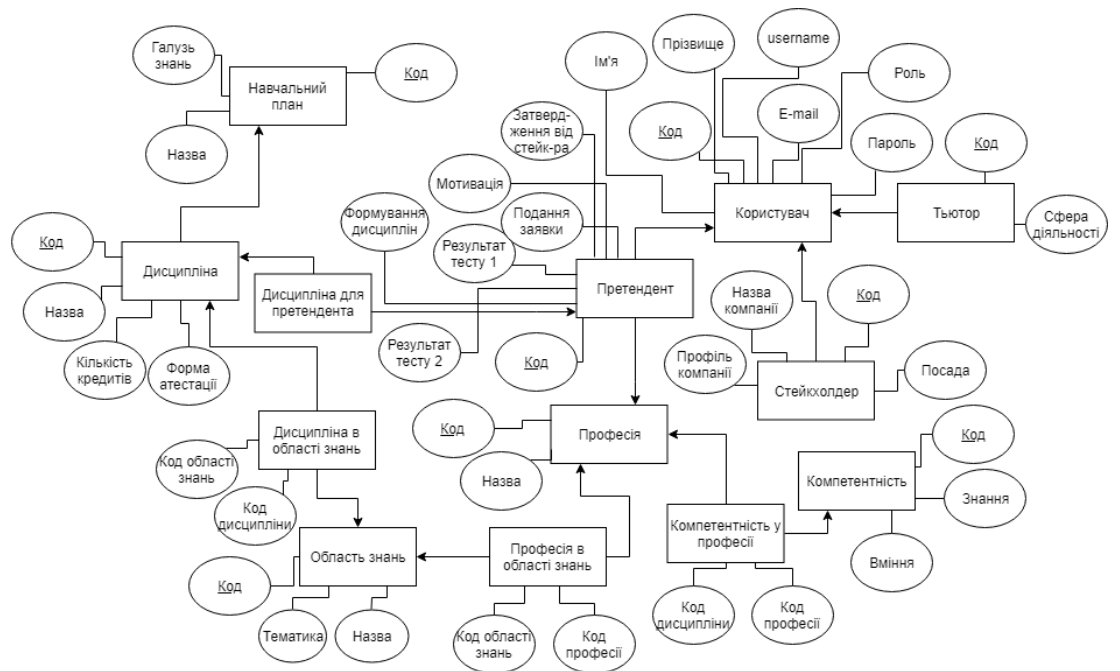 Галузь
знань
Навчальний
план
Код
Назва
Ім'я
Прізвище
username
Роль
E-mail
Код
Пароль
Код
Затверд-
ження від
стейк-ра
Мотивація
Формування
дисциплін
Подання
заявки
Результат
тесту 1
Користувач
Тьютор
Сфера
діяльності
Код
Дисципліна
Назва
Кількість
кредитів
Форма
атестації
Дисципліна для
претендента
Претендент
Результат
тесту 2
Код
Назва
компанії
Код
Профіль
компанії
Стейкхолдер
Посада
Дисципліна в
області знань
Код області
знань
Код
дисципліни
Код
Професія
Назва
Код
Компетентність
Знання
Вміння
Область знань
Код
Тематика
Назва
Професія в
області знань
Код області
знань
Код
професії
Компетентність у
професії
Код
дисципліни
Код
професії